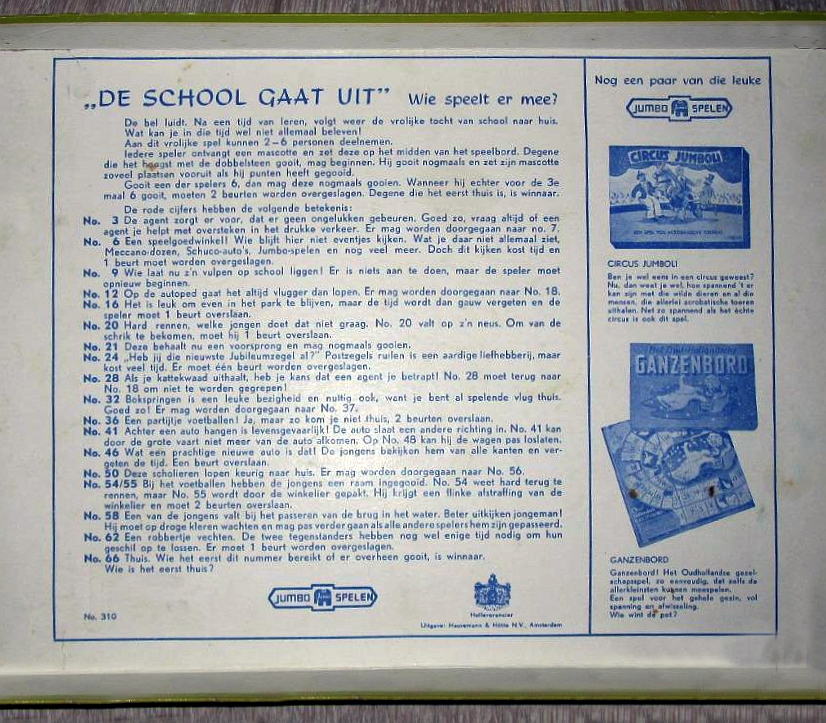 „DE SCHOOL GAAT UIT” Wie speelt er mee?
De bel luidt. Na een tijd van leren, volgt weer de vrolijke tocht van school naar huis.
Wat kan je in die tijd wel niet allemaal beleven!
Aan dit vrolijke spel kunnen 2–6 personen deelnemen.
Iedere speler ontvangt een mascotte en zet deze op het midden van het speelbord. Degene
die het hoogst met de dobbelsteen gooit, mag beginnen. Hij gooit nogmaals en zet zijn mascotte
zoveel plaatsen vooruit als hij punten heeft gegooid.
Gooit een der spelers 6, dan mag deze nogmaals gooien. Wanneer hij echter voor de 3e
maal 6 gooit, moeten 2 beurten worden overgeslagen. Degene die het eerst thuis is, is winnaar.
De rode cijfers hebben de volgende betekenis:
No. 3 De agent zorgt er voor, dat er geen ongelukken gebeuren. Goed zo, vraag altijd of een
agent je helpt met oversteken in het drukke verkeer. Er mag worden doorgegaan naar no. 7.
No. 6 Een speelgoedwinkel! Wie blijft hier niet eventjes kijken. Wat je daar niet allemaal ziet,
Meccano-dozen, Schuco-auto's, Jumbo-spelen en nog veel meer. Doch dit kijken kost tijd en
1 beurt moet worden overgeslagen.
No. 9 Wie laat nu z'n vulpen op school liggen! Er is niets aan te doen, maar de speler moet
opnieuw beginnen.
No. 12 Op de autoped gaat het altijd vlugger dan lopen. Er mag worden doorgegaan naar No. 18.
No. 16 Het is leuk om even in het park te blijven, maar de tijd wordt dan gauw vergeten en de
speler moet 1 beurt overslaan.
No. 20 Hard rennen, welke jongen doet dat niet graag. No. 20 valt op z'n neus. Om van de
schrik te bekomen, moet hij 1 beurt overslaan.
No. 21 Deze behaalt nu een voorsprong en mag nogmaals gooien.
No. 24 „Heb jij die nieuwste Jubileumzegel al?” Postzegels ruilen is een aardige liefhebberij, maar
kost veel tijd. Er moet één beurt worden overgeslagen.
No. 28 Als je kattekwaad uithaalt, heb je kans dat een agent je betrapt! No. 28 moet terug naar
No. 18 om niet te worden gegrepen!
No. 32 Bokspringen is een leuke bezigheid en nuttig ook, want je bent al spelende vlug thuis.
Goed zo! Er mag worden doorgegaan naar No. 37.
No. 36 Een partijtje voetballen! Ja, maar zo kom je niet thuis, 2 beurten overslaan.
No. 41 Achter een auto hangen is levensgevaarlijk! De auto slaat een andere richting in. No. 41 kan
door de grote vaart niet meer van de auto afkomen. Op No. 48 kan hij de wagen pas loslaten.
No. 46 Wat een prachtige nieuwe auto is dat! De jongens bekijken hem van alle kanten en ver-
geten de tijd. Een beurt overslaan.
No. 50 Deze scholieren lopen keurig naar huis. Er mag worden doorgegaan naar No. 56.
No. 54/55 Bij het voetballen hebben de jongens een raam ingegooid. No. 54 weet hard terug te
rennen, maar No. 55 wordt door de winkelier gepakt. Hij krijgt een flinke afstraffing van de
winkelier en moet 2 beurten overslaan.
No. 58 Een van de jongens valt bij het passeren van de brug in het water. Beter uitkijken jongeman!
Hij moet op droge kleren wachten en mag pas verder gaan als alle andere spelers hem zijn gepasseerd.
No. 62 Een robbertje vechten. De twee tegenstanders hebben nog wel enige tijd nodig om hun
geschil op te lossen. Er moet 1 beurt worden overgeslagen.
No. 66 Thuis. Wie het eerst dit nummer bereikt of er overheen gooit, is winnaar.
Wie is het eerst thuis?
JUMBO SPELEN
No. 310
Hofleverancier
Uitgave: Hausemann & Hötte N.V., Amsterdam
Nog een paar van die leuke
JUMBO SPELEN
CIRCUS JUMBOLI
CIRCUS JUMBOLI
Ben je wel eens in een circus geweest?
Nu, dan weet je wel, hoe spannend 't er
kan zijn met die wilde dieren en al die
mensen, die allerlei acrobatische toeren
uithalen. Net zo spannend als het échte
circus is ook dit spel.
Het Oud-Hollandsche
GANZENBORD
GANZENBORD
Ganzenbord! Het Oudhollandse gezel-
schapsspel, zo eenvoudig, dat zelfs de
allerkleinsten kunnen meespelen.
Een spel voor het gehele gezin, vol
spanning en afwisseling.
Wie wint de pot?